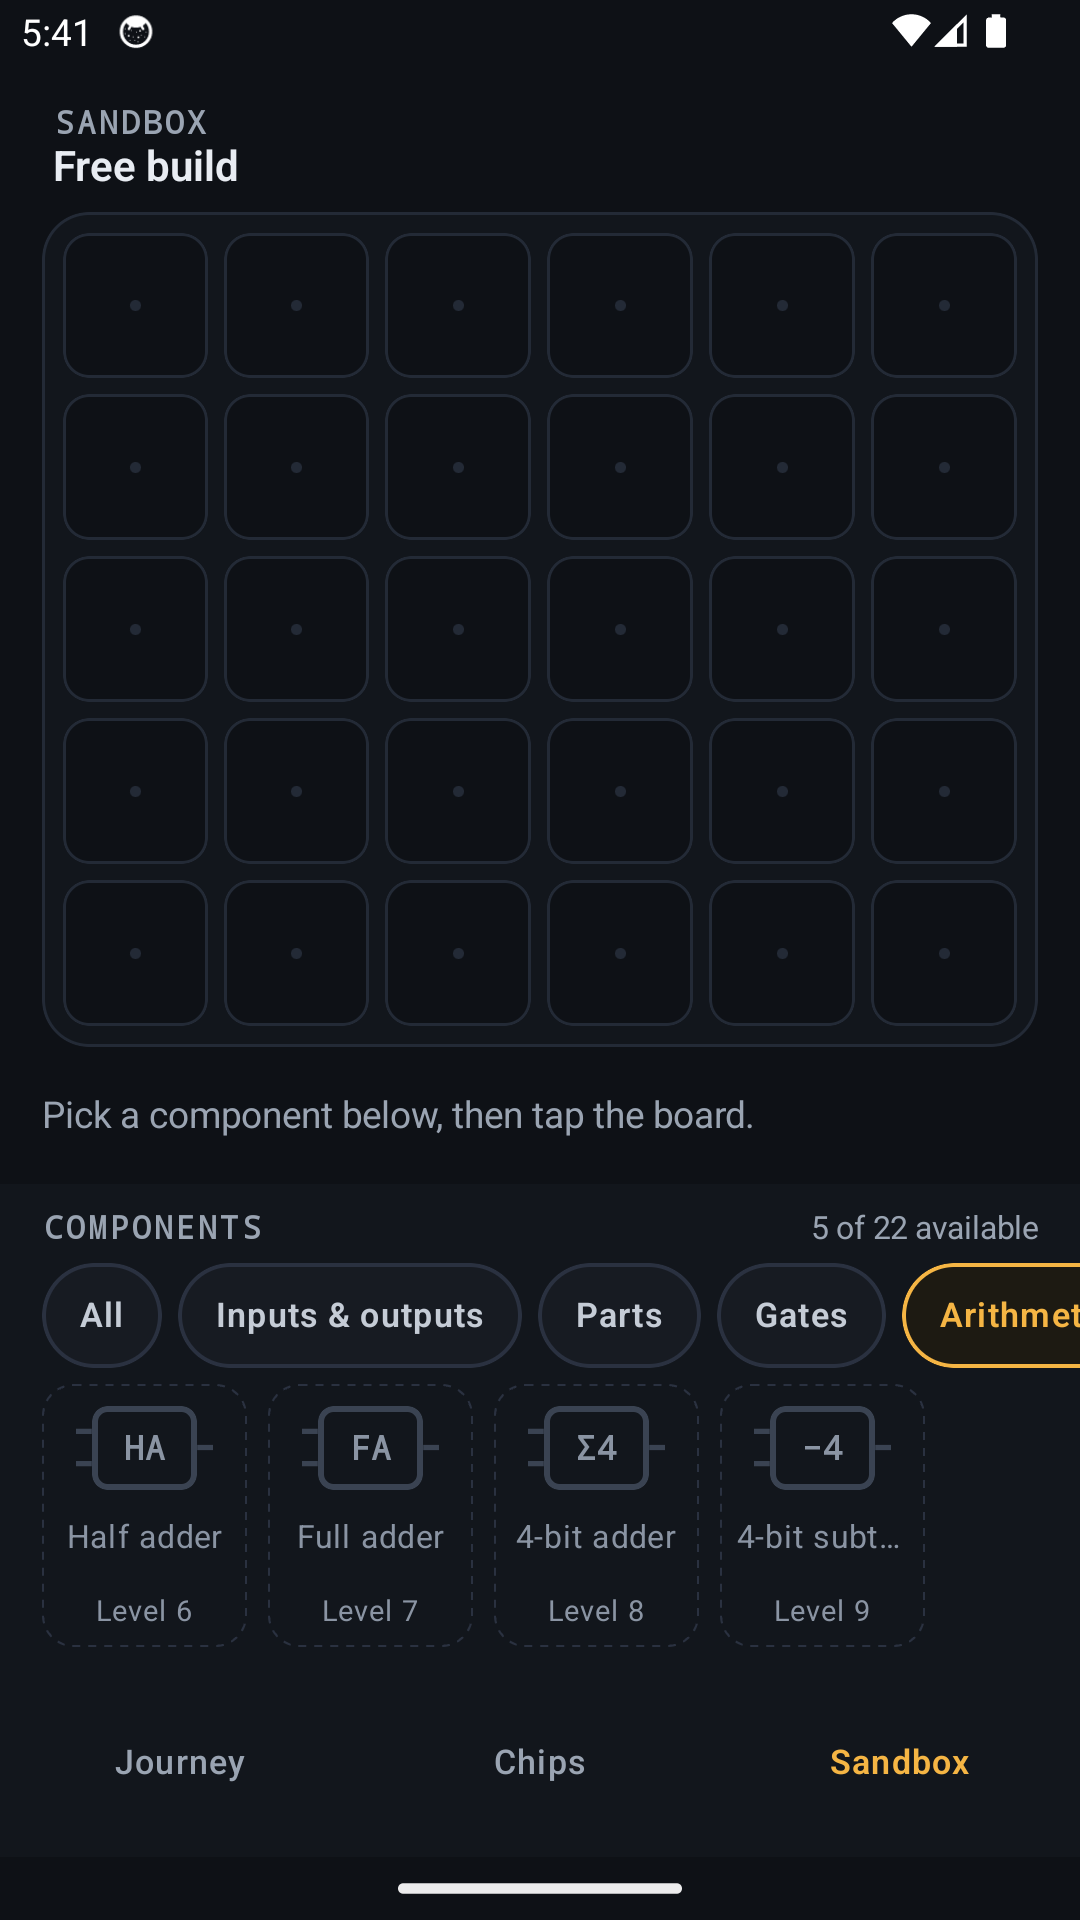 5:41
SANDBOX
Free build
Pick a component below, then tap the board.
COMPONENTS
5 of 22 available
All
Inputs & outputs
Parts
Gates
Arithmet
HA
FA
Σ4
−4
Half adder
Full adder
4-bit adder
4-bit subt…
Level 6
Level 7
Level 8
Level 9
Journey
Chips
Sandbox